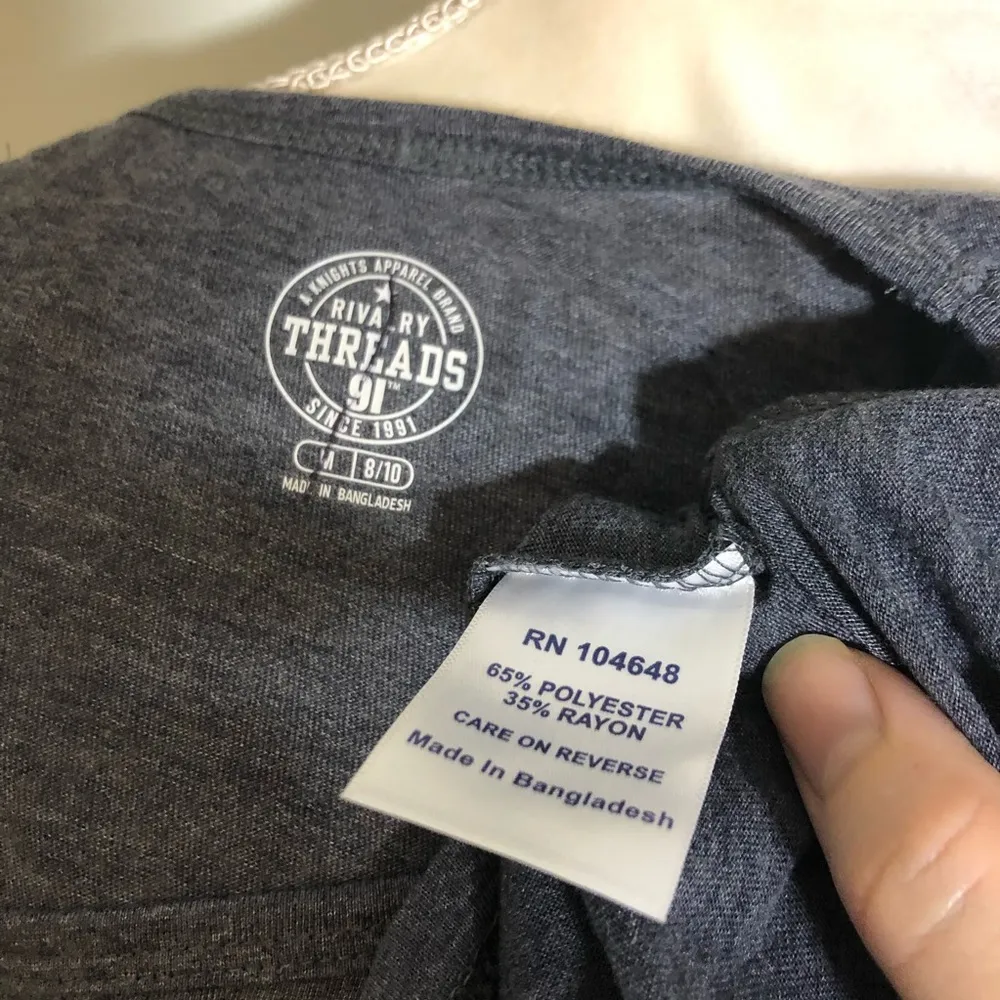 A KNIGHTS APPAREL BRAND
RIVALRY
THREADS
91™
SINCE 1991
M 8/10
MADE IN BANGLADESH
RN 104648
65% POLYESTER
35% RAYON
CARE ON REVERSE
Made In Bangladesh